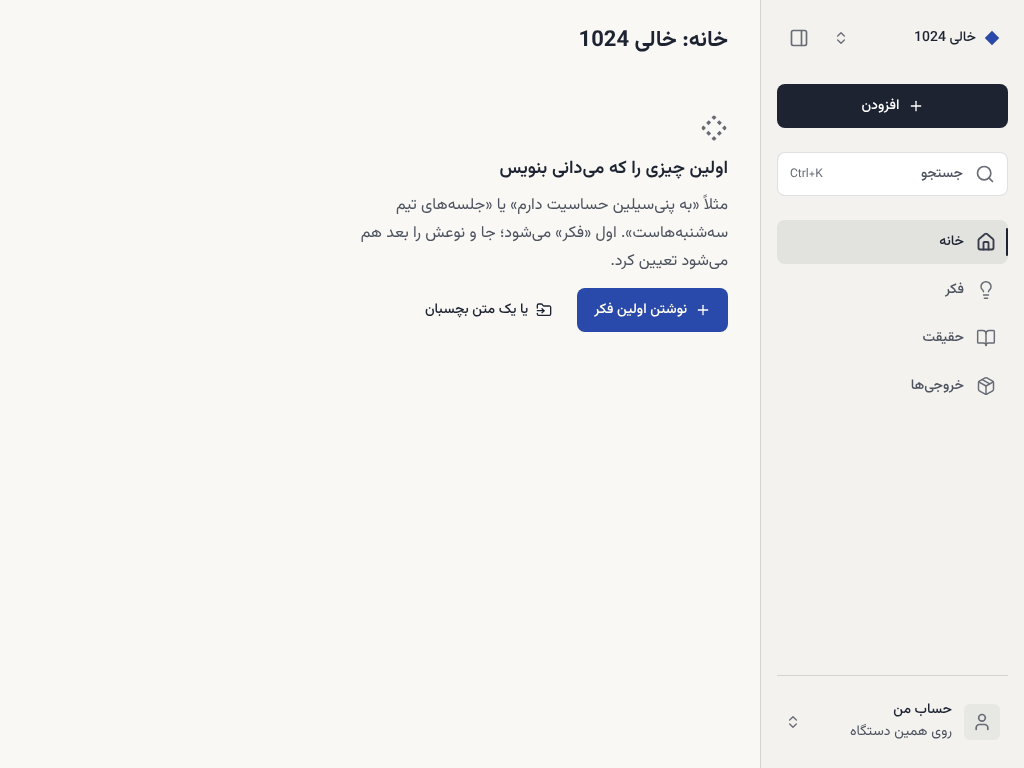 خالی 1024
افزودن
جستجو Ctrl+K
خانه
فکر
حقیقت
خروجی‌ها
حساب من
روی همین دستگاه
خانه: خالی 1024
اولین چیزی را که می‌دانی بنویس
مثلاً «به پنی‌سیلین حساسیت دارم» یا «جلسه‌های تیم
سه‌شنبه‌هاست». اول «فکر» می‌شود؛ جا و نوعش را بعد هم
می‌شود تعیین کرد.
نوشتن اولین فکر
یا یک متن بچسبان